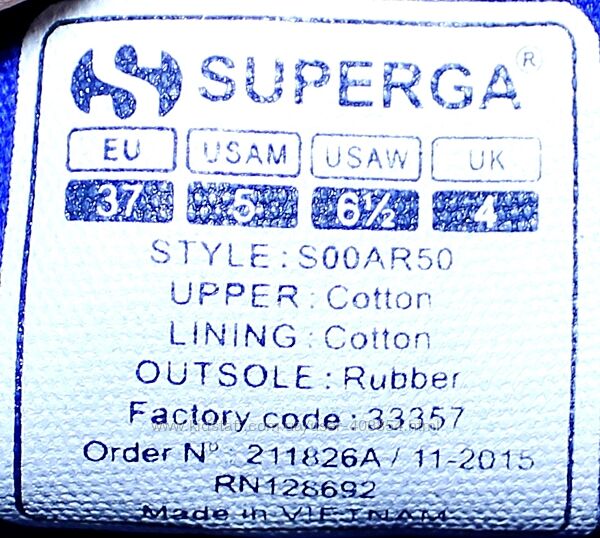 SUPERGA®
EU USAM USAW UK
37 5 6½ 4
STYLE : S00AR50
UPPER : Cotton
LINING : Cotton
OUTSOLE : Rubber
Factory code : 33357
Order Nº : 211826A / 11-2015
RN128692
Made in VIETNAM